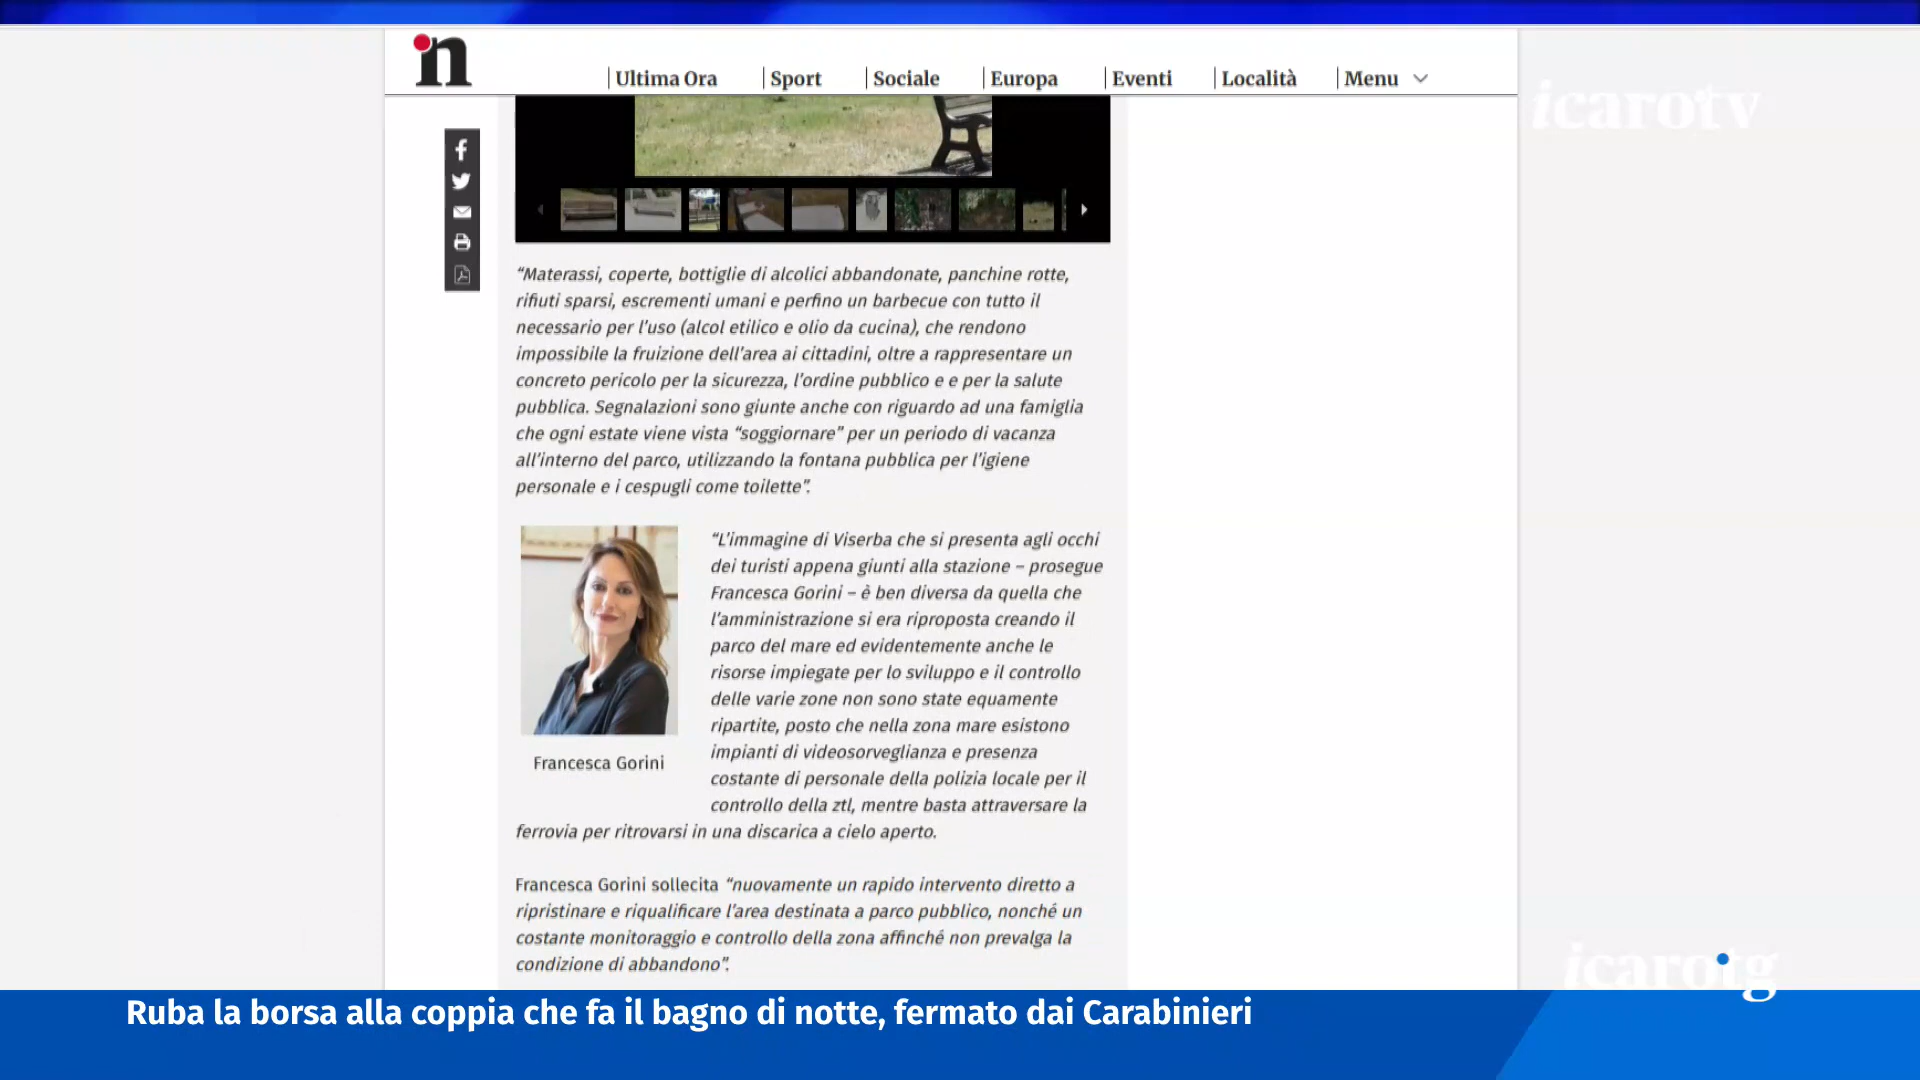 in
Ultima Ora
Sport
Sociale
Europa
Eventi
Località
Menu
icarotv
“Materassi, coperte, bottiglie di alcolici abbandonate, panchine rotte,
rifiuti sparsi, escrementi umani e perfino un barbecue con tutto il
necessario per l’uso (alcol etilico e olio da cucina), che rendono
impossibile la fruizione dell’area ai cittadini, oltre a rappresentare un
concreto pericolo per la sicurezza, l’ordine pubblico e e per la salute
pubblica. Segnalazioni sono giunte anche con riguardo ad una famiglia
che ogni estate viene vista “soggiornare” per un periodo di vacanza
all’interno del parco, utilizzando la fontana pubblica per l’igiene
personale e i cespugli come toilette”.
“L’immagine di Viserba che si presenta agli occhi
dei turisti appena giunti alla stazione – prosegue
Francesca Gorini – è ben diversa da quella che
l’amministrazione si era riproposta creando il
parco del mare ed evidentemente anche le
risorse impiegate per lo sviluppo e il controllo
delle varie zone non sono state equamente
ripartite, posto che nella zona mare esistono
impianti di videosorveglianza e presenza
costante di personale della polizia locale per il
controllo della ztl, mentre basta attraversare la
ferrovia per ritrovarsi in una discarica a cielo aperto.
Francesca Gorini
Francesca Gorini sollecita “nuovamente un rapido intervento diretto a
ripristinare e riqualificare l’area destinata a parco pubblico, nonché un
costante monitoraggio e controllo della zona affinché non prevalga la
condizione di abbandono”.
icarotg
Ruba la borsa alla coppia che fa il bagno di notte, fermato dai Carabinieri